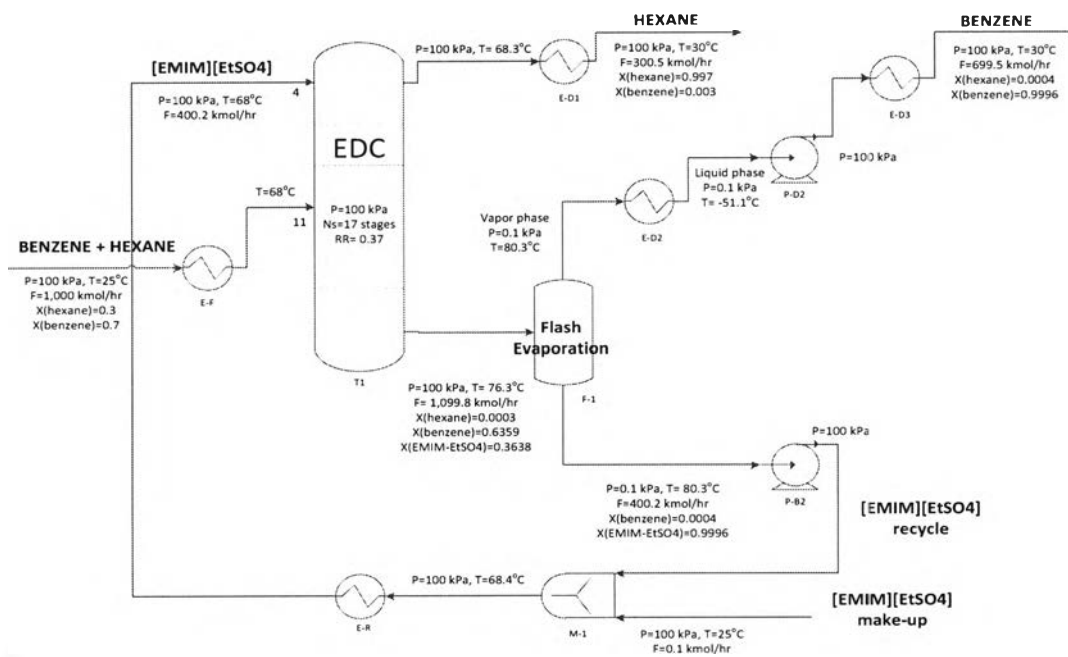 HEXANE
P=100 kPa, T=30°C
F=300.5 kmol/hr
X(hexane)=0.997
X(benzene)=0.003
BENZENE
P=100 kPa, T=30°C
F=699.5 kmol/hr
X(hexane)=0.0004
X(benzene)=0.9996
P=100 kPa, T= 68.3°C
E-D1
E-D3
[EMIM][EtSO4]
P=100 kPa, T=68°C
F=400.2 kmol/hr
4
EDC
P=100 kPa
Ns=17 stages
RR= 0.37
T1
T=68°C
11
BENZENE + HEXANE
P=100 kPa, T=25°C
F=1,000 kmol/hr
X(hexane)=0.3
X(benzene)=0.7
E-F
P=100 kPa
P-D2
Liquid phase
P=0.1 kPa
T= -51.1°C
E-D2
Vapor phase
P=0.1 kPa
T=80.3°C
Flash
Evaporation
F-1
P=100 kPa, T= 76.3°C
F= 1,099.8 kmol/hr
X(hexane)=0.0003
X(benzene)=0.6359
X(EMIM-EtSO4)=0.3638
P=100 kPa
P-B2
P=0.1 kPa, T= 80.3°C
F=400.2 kmol/hr
X(benzene)=0.0004
X(EMIM-EtSO4)=0.9996
[EMIM][EtSO4]
recycle
P=100 kPa, T=68.4°C
E-R
M-1
[EMIM][EtSO4]
make-up
P=100 kPa, T=25°C
F=0.1 kmol/hr